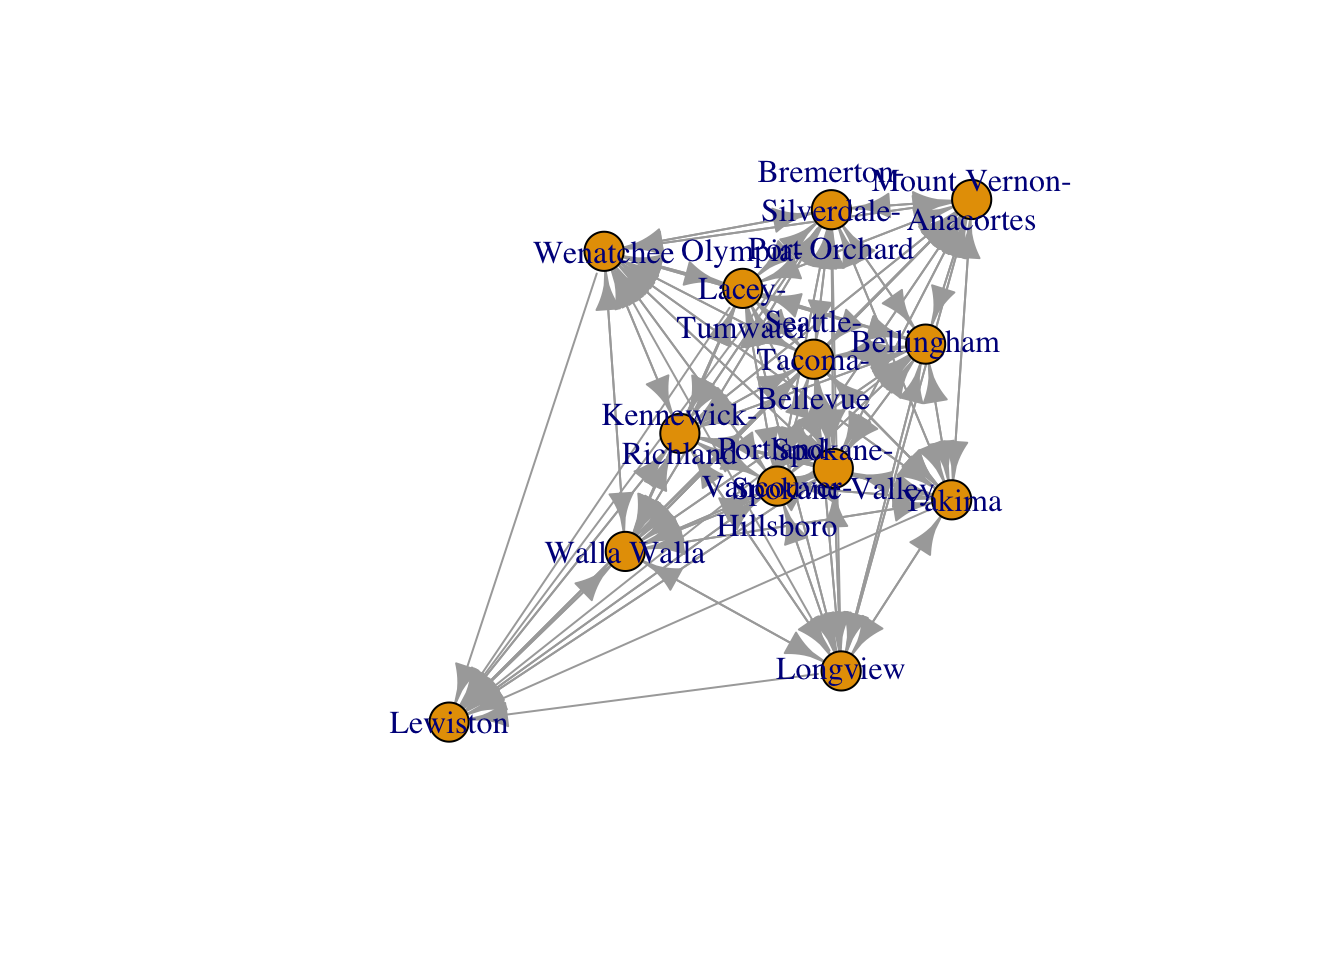 Bremerton-
Silverdale-
Port Orchard
Mount Vernon-
Anacortes
Wenatchee
Olympia-
Lacey-
Tumwater
Seattle-
Tacoma-
Bellevue
Bellingham
Kennewick-
Richland
Portland-
Vancouver-
Hillsboro
Spokane-
Spokane Valley
Yakima
Walla Walla
Longview
Lewiston